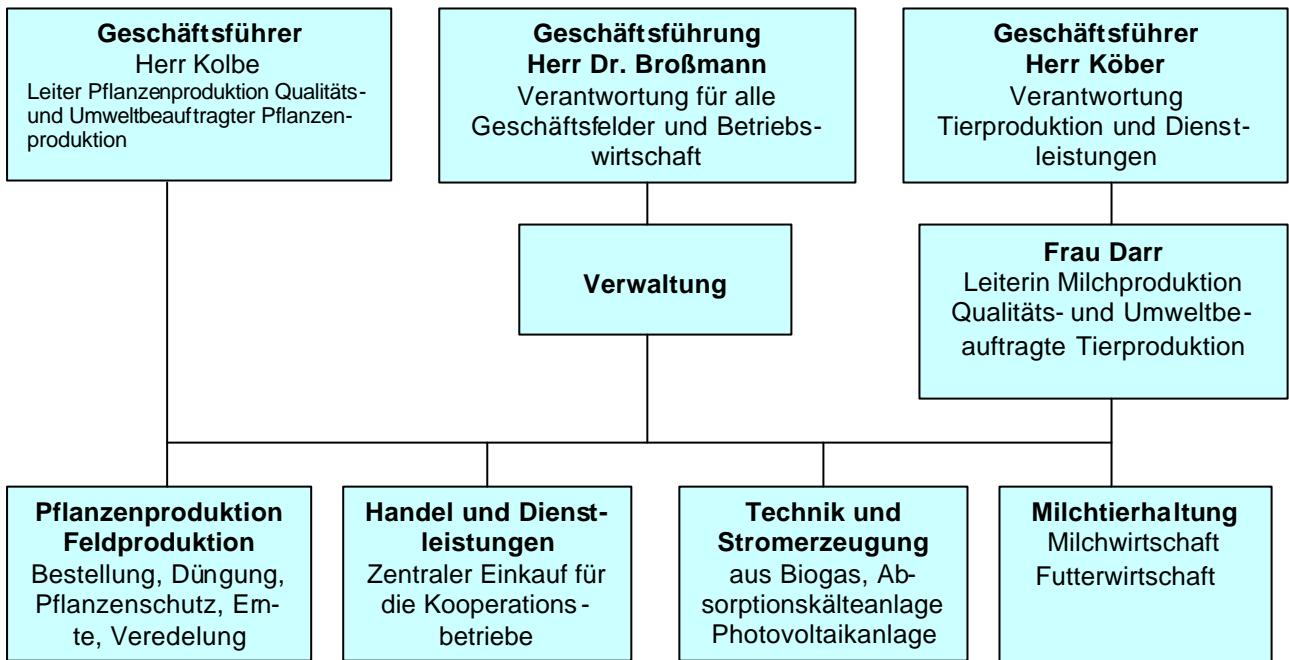 Geschäftsführer
Herr Kolbe
Leiter Pflanzenproduktion Qualitäts-
und Umweltbeauftragter Pflanzen-
produktion
Geschäftsführung
Herr Dr. Broßmann
Verantwortung für alle
Geschäftsfelder und Betriebs-
wirtschaft
Geschäftsführer
Herr Köber
Verantwortung
Tierproduktion und Dienst-
leistungen
Verwaltung
Frau Darr
Leiterin Milchproduktion
Qualitäts- und Umweltbe-
auftragte Tierproduktion
Pflanzenproduktion
Feldproduktion
Bestellung, Düngung,
Pflanzenschutz, Ern-
te, Veredelung
Handel und Dienst-
leistungen
Zentraler Einkauf für
die Kooperations-
betriebe
Technik und
Stromerzeugung
aus Biogas, Ab-
sorptionskälteanlage
Photovoltaikanlage
Milchtierhaltung
Milchwirtschaft
Futterwirtschaft